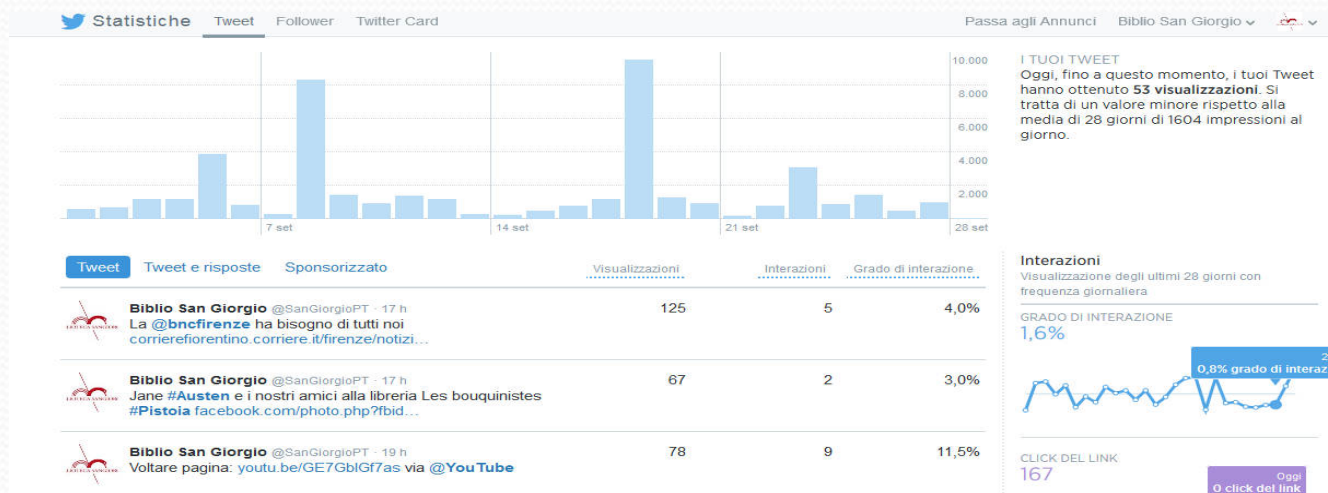 Statistiche Tweet Follower Twitter Card Passa agli Annunci Biblio San Giorgio
10.000
8.000
6.000
4.000
2.000
7 set 14 set 21 set 28 set
I TUOI TWEET
Oggi, fino a questo momento, i tuoi Tweet
hanno ottenuto 53 visualizzazioni. Si
tratta di un valore minore rispetto alla
media di 28 giorni di 1604 impressioni al
giorno.
Tweet Tweet e risposte Sponsorizzato Visualizzazioni Interazioni Grado di interazione
Biblio San Giorgio @SanGiorgioPT · 17 h 125 5 4,0%
La @bncfirenze ha bisogno di tutti noi
corrierefiorentino.corriere.it/firenze/notizi…
Biblio San Giorgio @SanGiorgioPT · 17 h 67 2 3,0%
Jane #Austen e i nostri amici alla libreria Les bouquinistes
#Pistoia facebook.com/photo.php?fbid…
Biblio San Giorgio @SanGiorgioPT · 19 h 78 9 11,5%
Voltare pagina: youtu.be/GE7GblGf7as via @YouTube
Interazioni
Visualizzazione degli ultimi 28 giorni con
frequenza giornaliera
GRADO DI INTERAZIONE
1,6%
2
0,8% grado di interaz
CLICK DEL LINK
167
Oggi
0 click del link